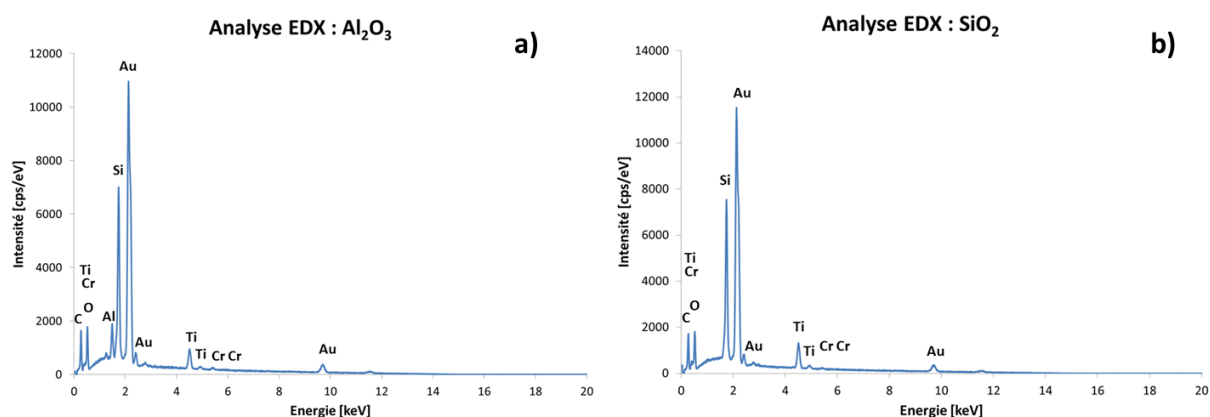 Analyse EDX : Al₂O₃
a)
12000
10000
8000
6000
4000
2000
0
Intensité [cps/eV]
Au
Si
Ti
Cr
O
C
Al
Au
Ti
Ti
Cr Cr
Au
0 2 4 6 8 10 12 14 16 18 20
Energie [keV]
Analyse EDX : SiO₂
b)
14000
12000
10000
8000
6000
4000
2000
0
Intensité [cps/eV]
Au
Si
Ti
Cr
O
C
Au
Ti
Ti
Cr Cr
Au
0 2 4 6 8 10 12 14 16 18 20
Energie [keV]